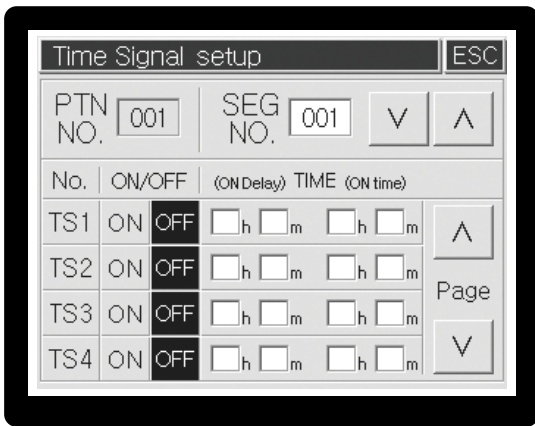 Time Signal setup ESC
PTN NO. 001 SEG NO. 001 V Λ
No. ON/OFF (ON Delay) TIME (ON time)
TS1 ON OFF h m h m Λ
TS2 ON OFF h m h m
Page
TS3 ON OFF h m h m
TS4 ON OFF h m h m V